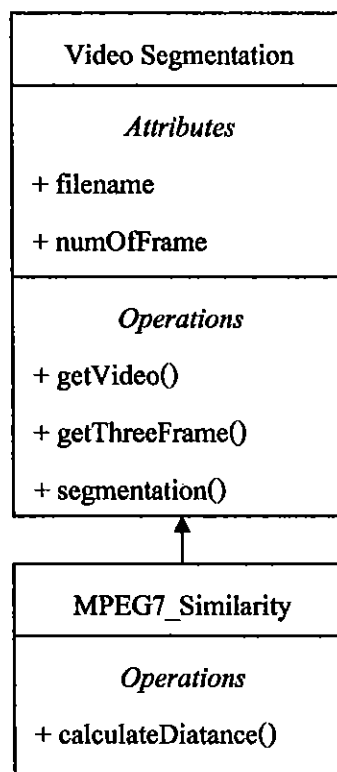 Video Segmentation
Attributes
+ filename
+ numOfFrame
Operations
+ getVideo()
+ getThreeFrame()
+ segmentation()
MPEG7_Similarity
Operations
+ calculateDiatance()